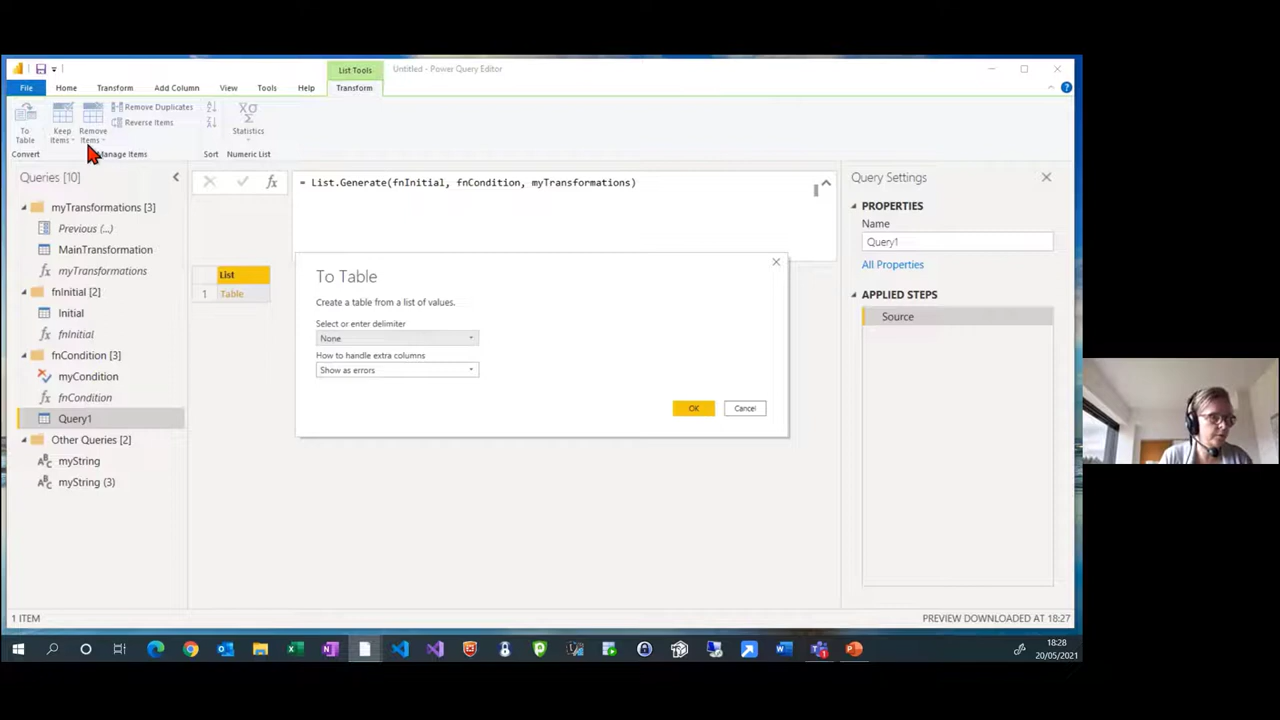 List Tools
Untitled - Power Query Editor
File
Home
Transform
Add Column
View
Tools
Help
Transform
To
Table
Keep
Items
Remove
Items
Remove Duplicates
Reverse Items
Statistics
Convert
Manage Items
Sort
Numeric List
Queries [10]
myTransformations [3]
Previous (...)
MainTransformation
myTransformations
fnInitial [2]
Initial
fnInitial
fnCondition [3]
myCondition
fnCondition
Query1
Other Queries [2]
myString
myString (3)
= List.Generate(fnInitial, fnCondition, myTransformations)
List
1 Table
To Table
Create a table from a list of values.
Select or enter delimiter
None
How to handle extra columns
Show as errors
OK
Cancel
Query Settings
PROPERTIES
Name
Query1
All Properties
APPLIED STEPS
Source
1 ITEM
PREVIEW DOWNLOADED AT 18:27
18:28
20/05/2021